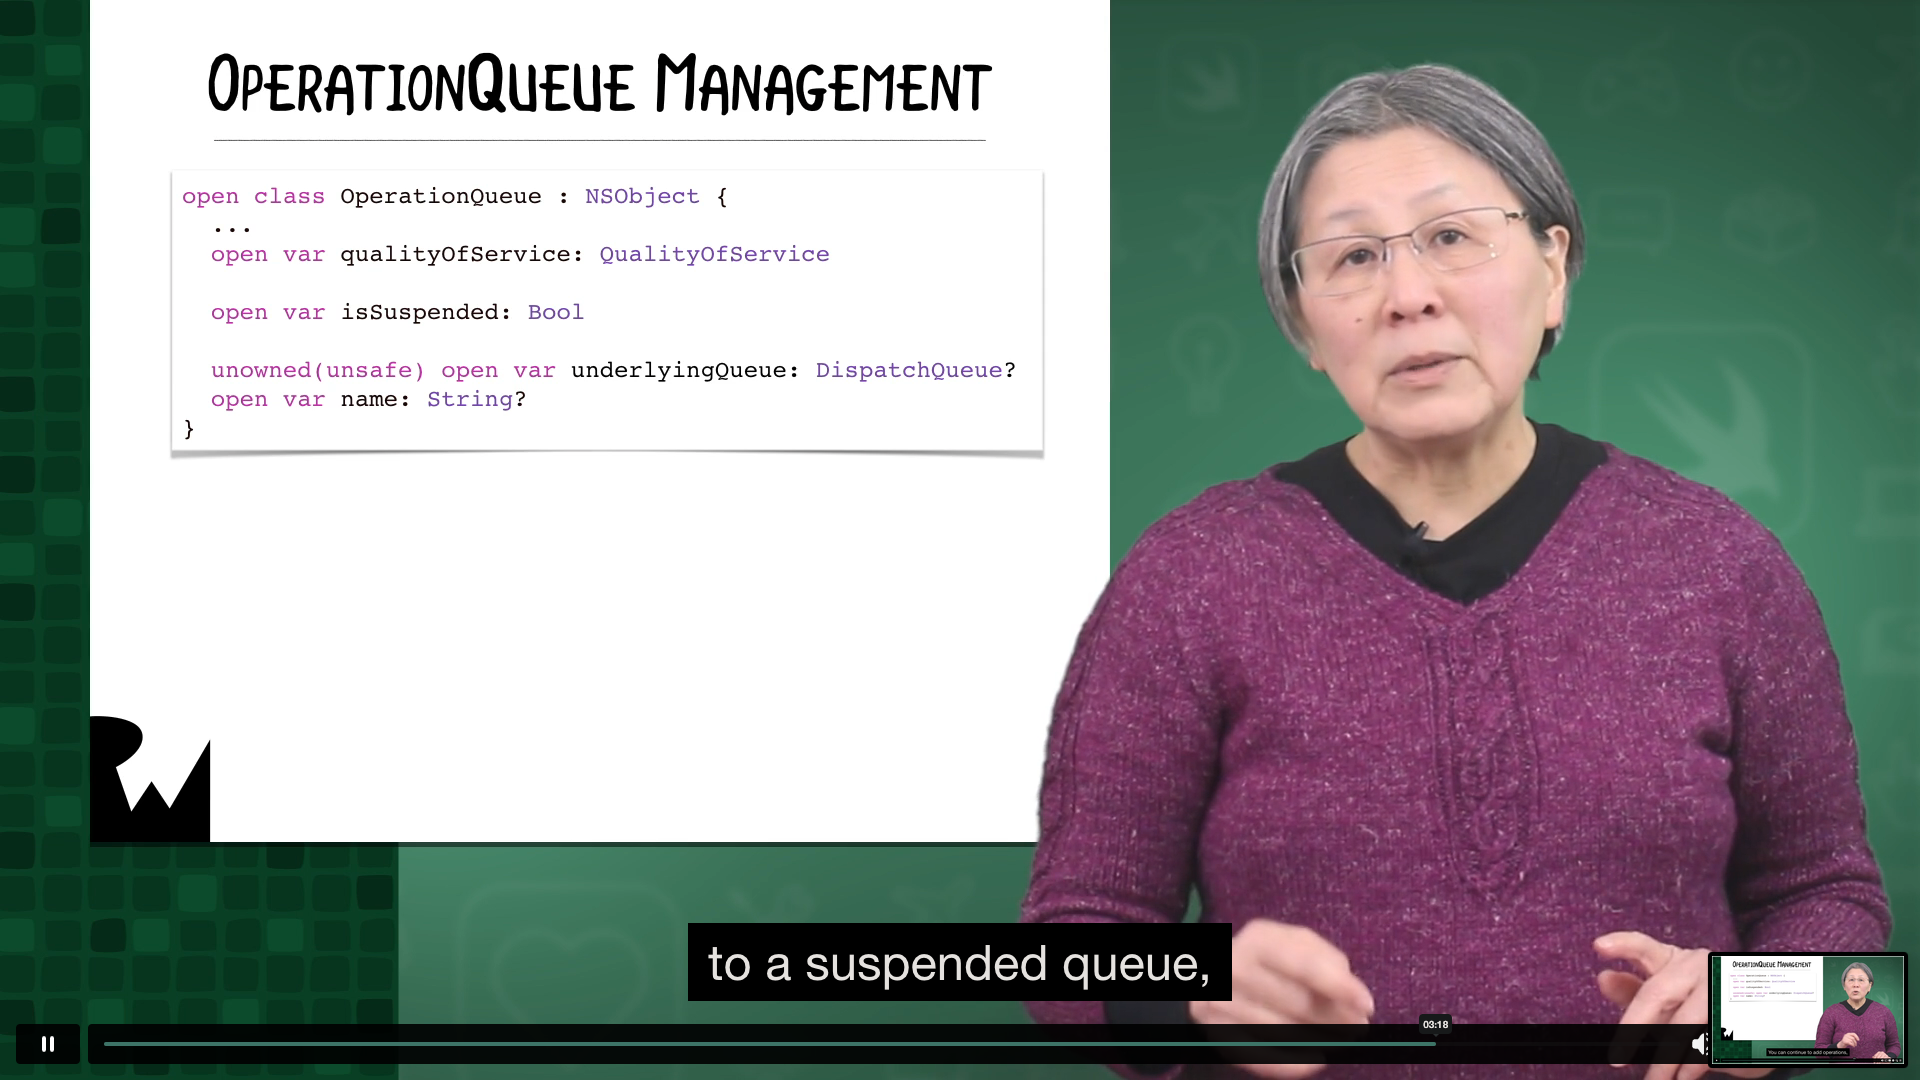 OPERATIONQUEUE MANAGEMENT
open class OperationQueue : NSObject {
...
open var qualityOfService: QualityOfService
open var isSuspended: Bool
unowned(unsafe) open var underlyingQueue: DispatchQueue?
open var name: String?
}
RW
to a suspended queue,
03:18
OPERATIONQUEUE MANAGEMENT
You can continue to add operations,